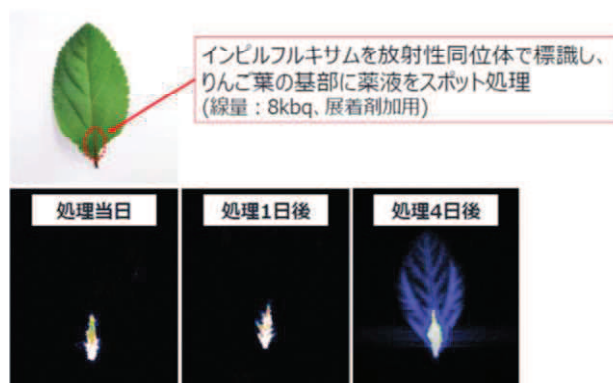 インピルフルキサムを放射性同位体で標識し、
りんご葉の基部に薬液をスポット処理
(線量：8kbq、展着剤加用)
処理当日
処理1日後
処理4日後